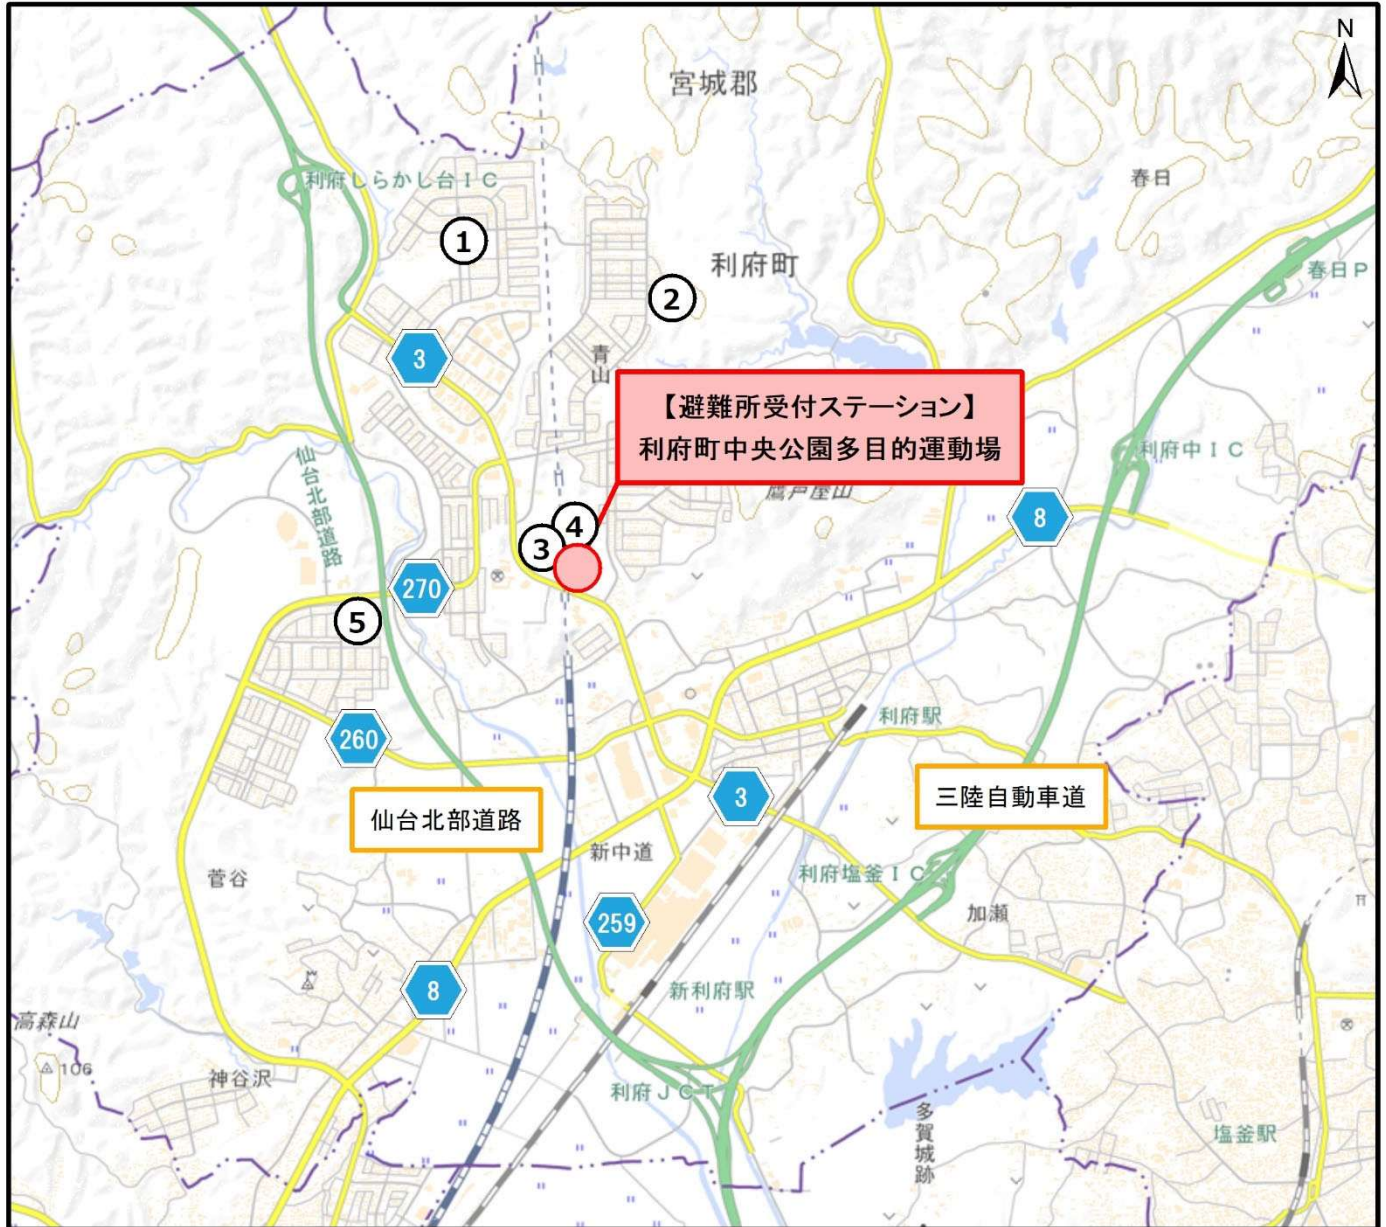 N
宮城郡
利府しらかし台IC
春日
①
利府町
春日P
②
3
青山
【避難所受付ステーション】
利府町中央公園多目的運動場
利府中IC
仙台北部道路
8
④
③
270
⑤
利府駅
260
三陸自動車道
3
仙台北部道路
新中道
菅谷
利府塩釜IC
加瀬
259
8
新利府駅
高森山
106
神谷沢
利府JCT
多賀城跡
塩釜駅